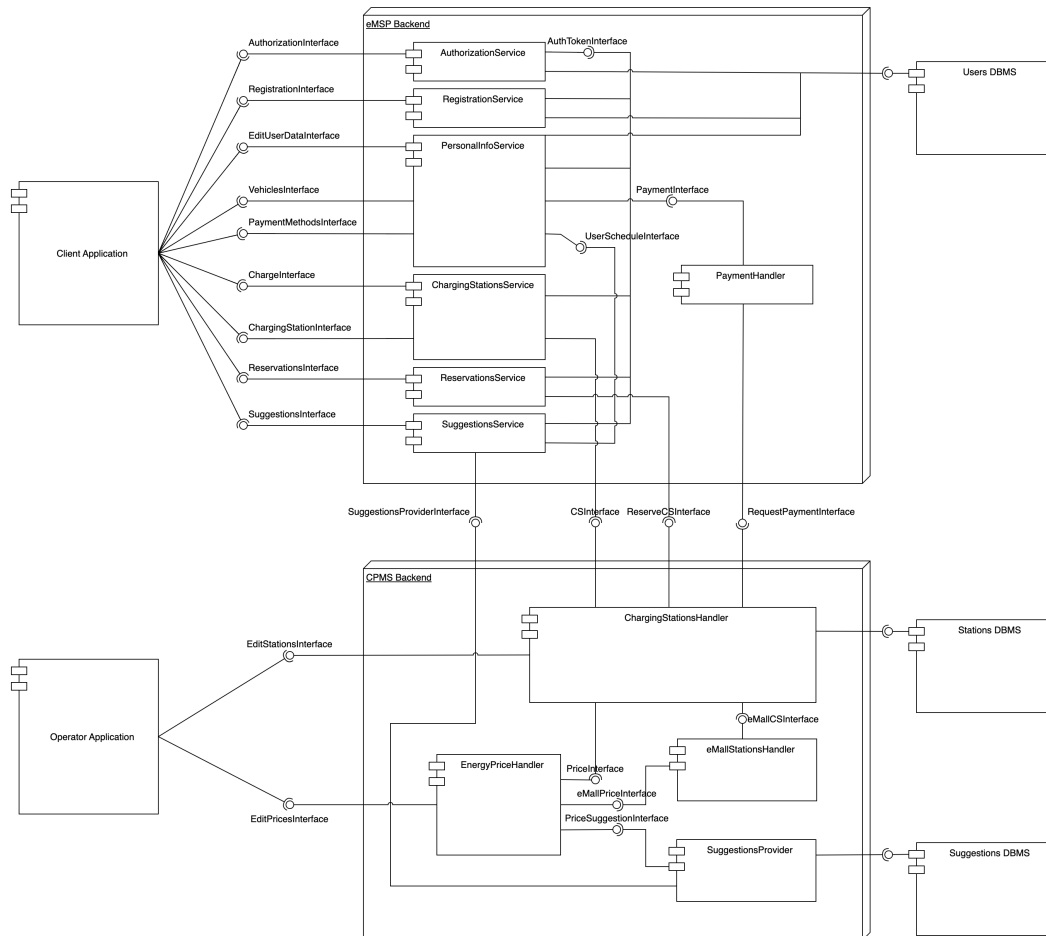 eMSP Backend
AuthorizationInterface
AuthTokenInterface
AuthorizationService
Users DBMS
RegistrationInterface
RegistrationService
EditUserDataInterface
PersonalInfoService
VehiclesInterface
PaymentInterface
PaymentMethodsInterface
UserScheduleInterface
Client Application
ChargeInterface
ChargingStationsService
PaymentHandler
ChargingStationInterface
ReservationsInterface
ReservationsService
SuggestionsInterface
SuggestionsService
SuggestionsProviderInterface
CSInterface
ReserveCSInterface
RequestPaymentInterface
CPMS Backend
ChargingStationsHandler
Stations DBMS
EditStationsInterface
Operator Application
eMallCSInterface
eMallStationsHandler
EnergyPriceHandler
PriceInterface
eMallPriceInterface
EditPricesInterface
PriceSuggestionInterface
SuggestionsProvider
Suggestions DBMS